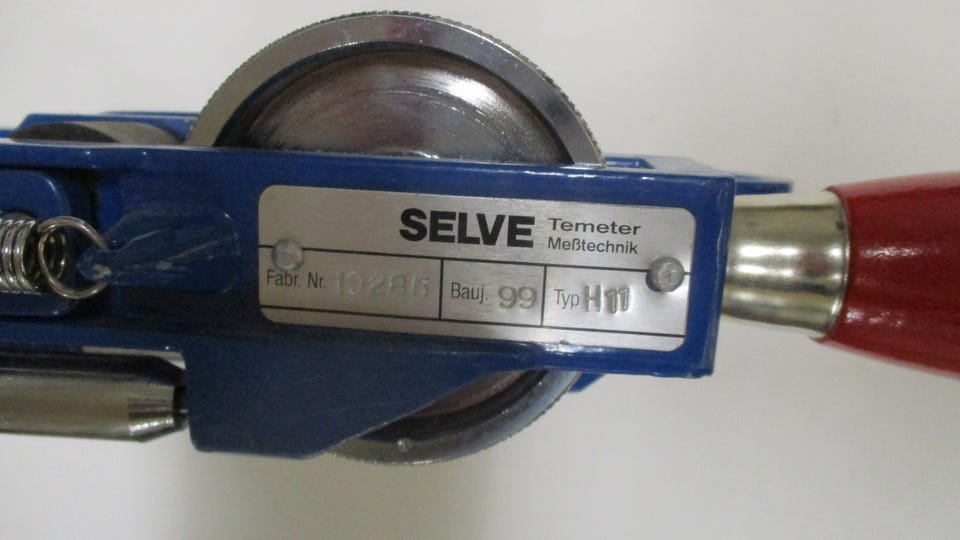 SELVE Temeter
Meßtechnik
Fabr. Nr. 10285 Bauj. 99 Typ H11